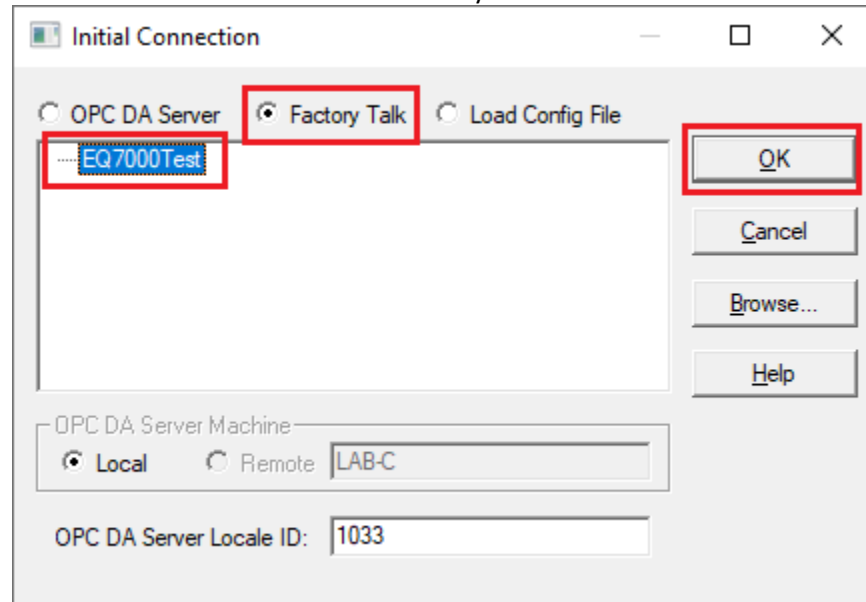 Initial Connection
OPC DA Server Factory Talk Load Config File
EQ7000Test
OK
Cancel
Browse...
Help
OPC DA Server Machine
Local Remote LAB-C
OPC DA Server Locale ID: 1033